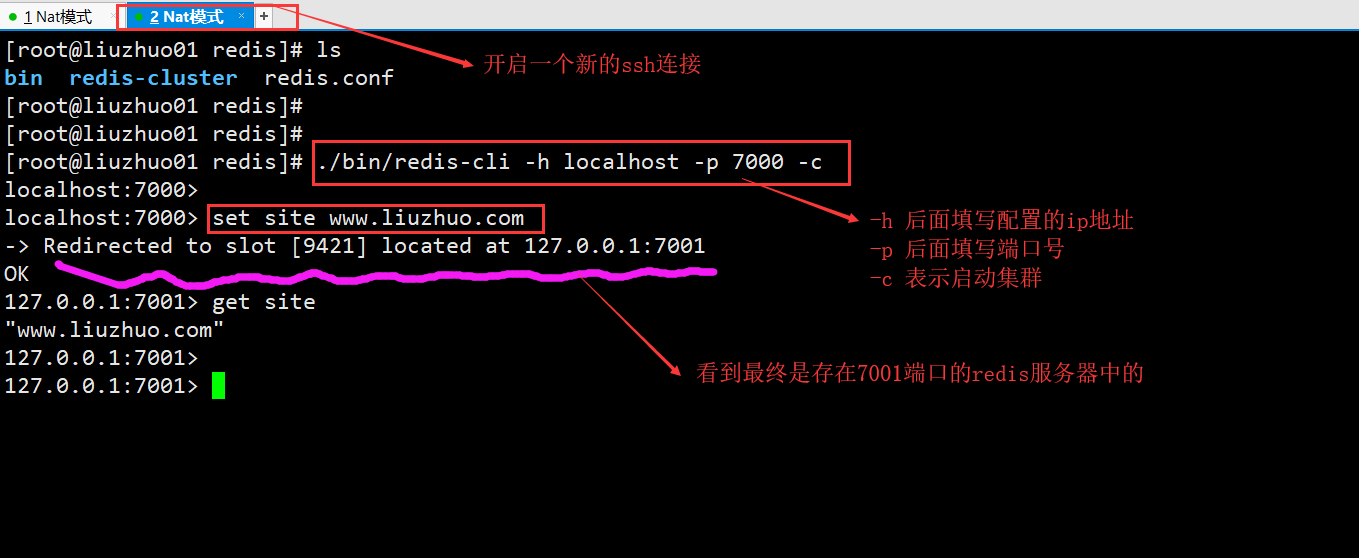 1 Nat模式 × 2 Nat模式 × +
[root@liuzhuo01 redis]# ls
开启一个新的ssh连接
bin redis-cluster redis.conf
[root@liuzhuo01 redis]#
[root@liuzhuo01 redis]#
[root@liuzhuo01 redis]# ./bin/redis-cli -h localhost -p 7000 -c
localhost:7000>
localhost:7000> set site www.liuzhuo.com
-h 后面填写配置的ip地址
-> Redirected to slot [9421] located at 127.0.0.1:7001
-p 后面填写端口号
OK
-c 表示启动集群
127.0.0.1:7001> get site
"www.liuzhuo.com"
127.0.0.1:7001>
看到最终是存在7001端口的redis服务器中的
127.0.0.1:7001>